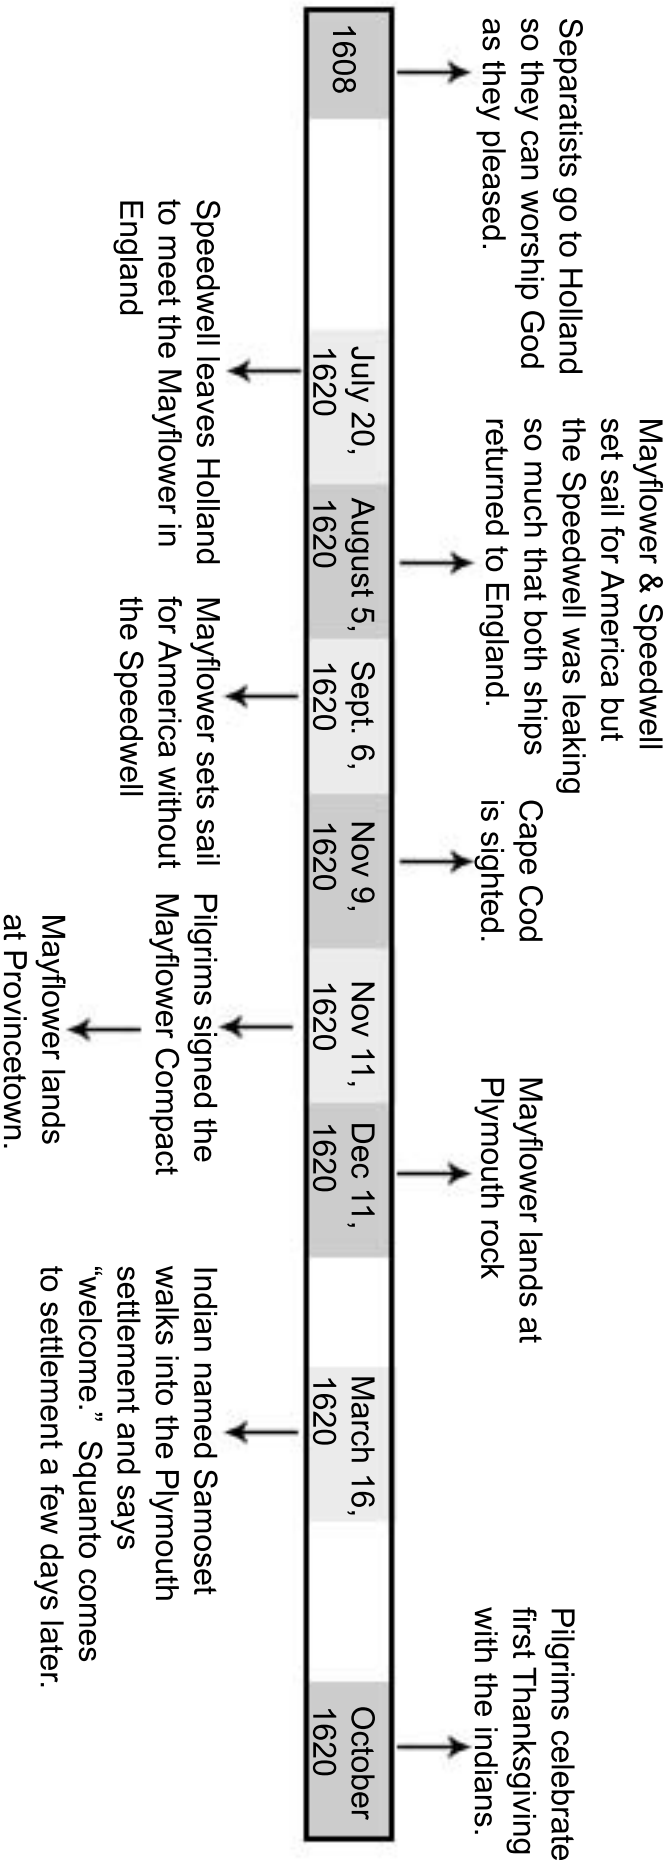 Separatists go to Holland
so they can worship God
as they pleased.
1608
Speedwell leaves Holland
to meet the Mayflower in
England
July 20,
1620
Mayflower & Speedwell
set sail for America but
the Speedwell was leaking
so much that both ships
returned to England.
August 5,
1620
Mayflower sets sail
for America without
the Speedwell
Sept. 6,
1620
Cape Cod
is sighted.
Nov 9,
1620
Pilgrims signed the
Mayflower Compact
Mayflower lands
at Provincetown.
Nov 11,
1620
Mayflower lands at
Plymouth rock
Dec 11,
1620
Indian named Samoset
walks into the Plymouth
settlement and says
“welcome.” Squanto comes
to settlement a few days later.
March 16,
1620
Pilgrims celebrate
first Thanksgiving
with the indians.
October
1620